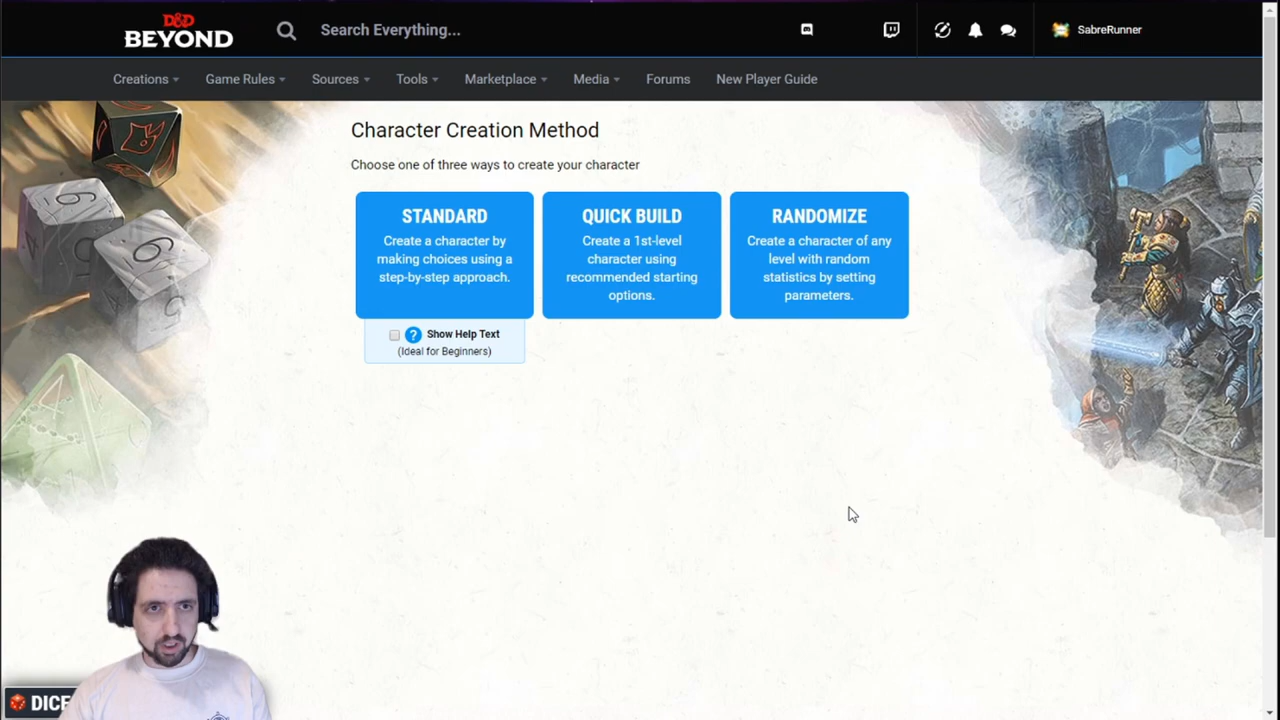 D&D
BEYOND
Search Everything...
SabreRunner
Creations
Game Rules
Sources
Tools
Marketplace
Media
Forums
New Player Guide
Character Creation Method
Choose one of three ways to create your character
STANDARD
Create a character by
making choices using a
step-by-step approach.
QUICK BUILD
Create a 1st-level
character using
recommended starting
options.
RANDOMIZE
Create a character of any
level with random
statistics by setting
parameters.
? Show Help Text
(Ideal for Beginners)
DICE